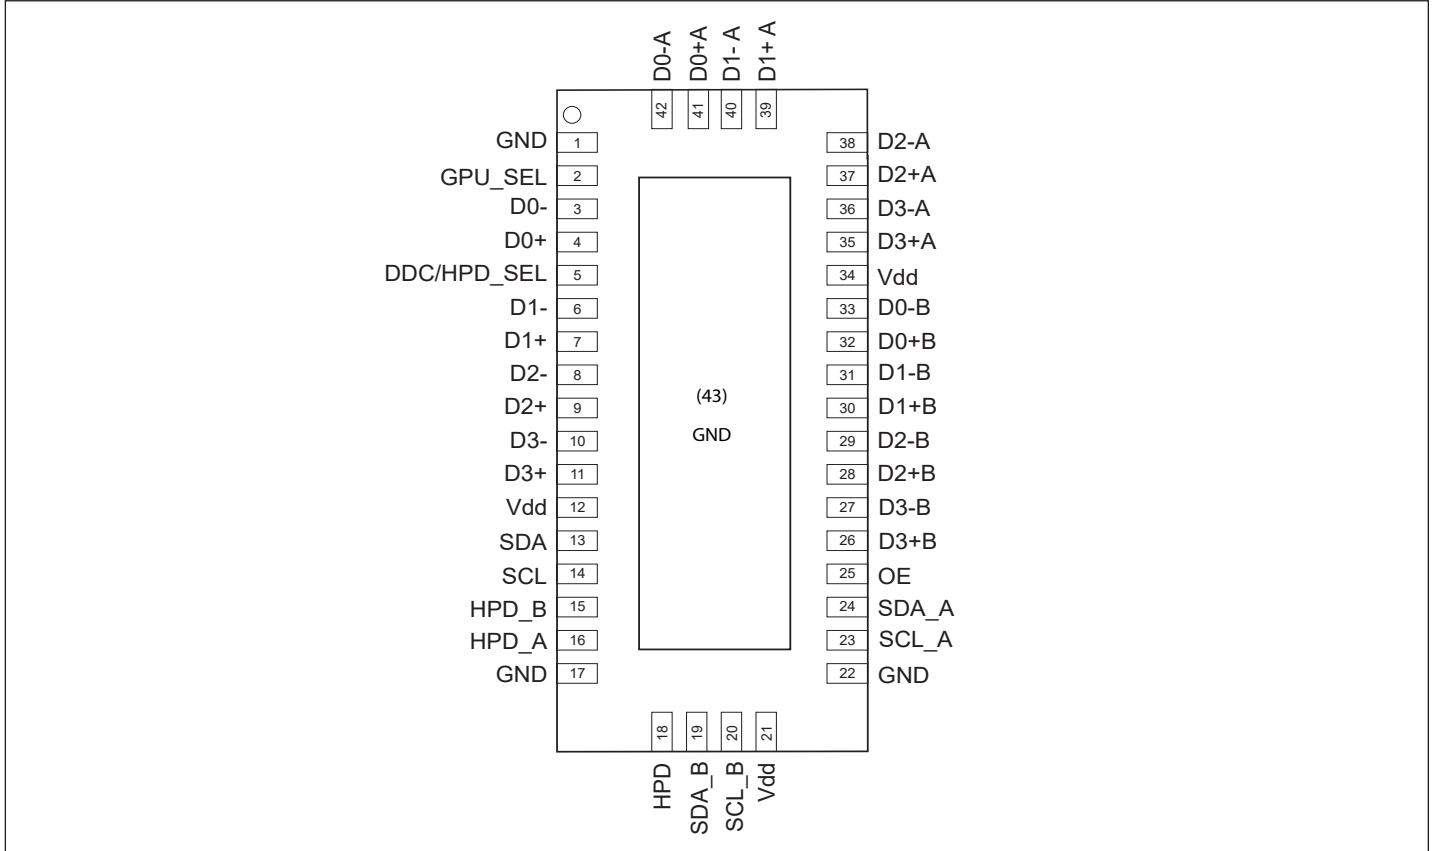 D0-A D0+A D1- A D1+ A
42 41 40 39
GND 1 38 D2-A
GPU_SEL 2 37 D2+A
D0- 3 36 D3-A
D0+ 4 35 D3+A
DDC/HPD_SEL 5 34 Vdd
D1- 6 33 D0-B
D1+ 7 32 D0+B
D2- 8 31 D1-B
(43)
D2+ 9 30 D1+B
GND
D3- 10 29 D2-B
D3+ 11 28 D2+B
Vdd 12 27 D3-B
SDA 13 26 D3+B
SCL 14 25 OE
HPD_B 15 24 SDA_A
HPD_A 16 23 SCL_A
GND 17 22 GND
18 19 20 21
HPD SDA_B SCL_B Vdd